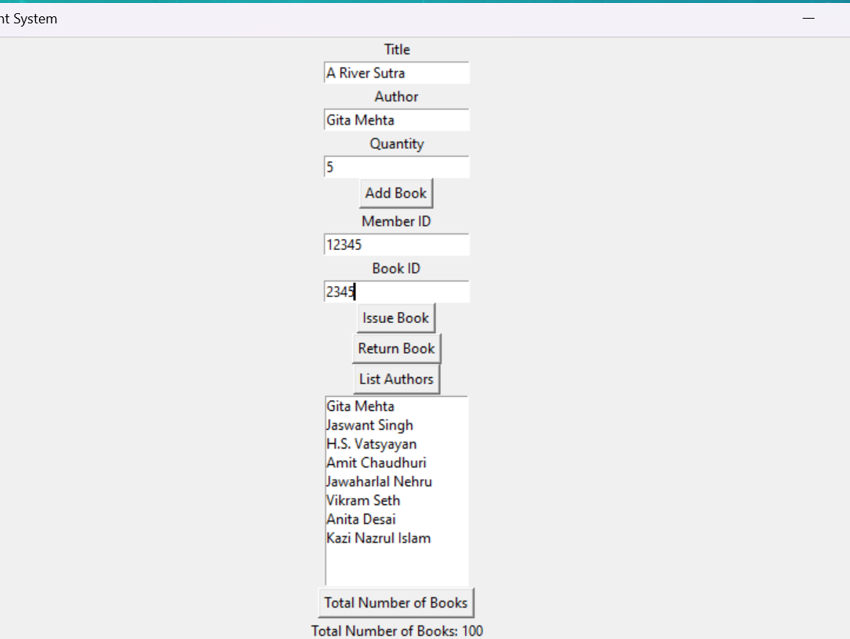 nt System
Title
A River Sutra
Author
Gita Mehta
Quantity
5
Add Book
Member ID
12345
Book ID
2345
Issue Book
Return Book
List Authors
Gita Mehta
Jaswant Singh
H.S. Vatsyayan
Amit Chaudhuri
Jawaharlal Nehru
Vikram Seth
Anita Desai
Kazi Nazrul Islam
Total Number of Books
Total Number of Books: 100